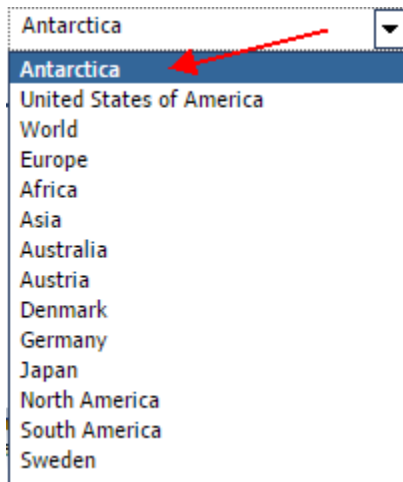 Antarctica
Antarctica
United States of America
World
Europe
Africa
Asia
Australia
Austria
Denmark
Germany
Japan
North America
South America
Sweden